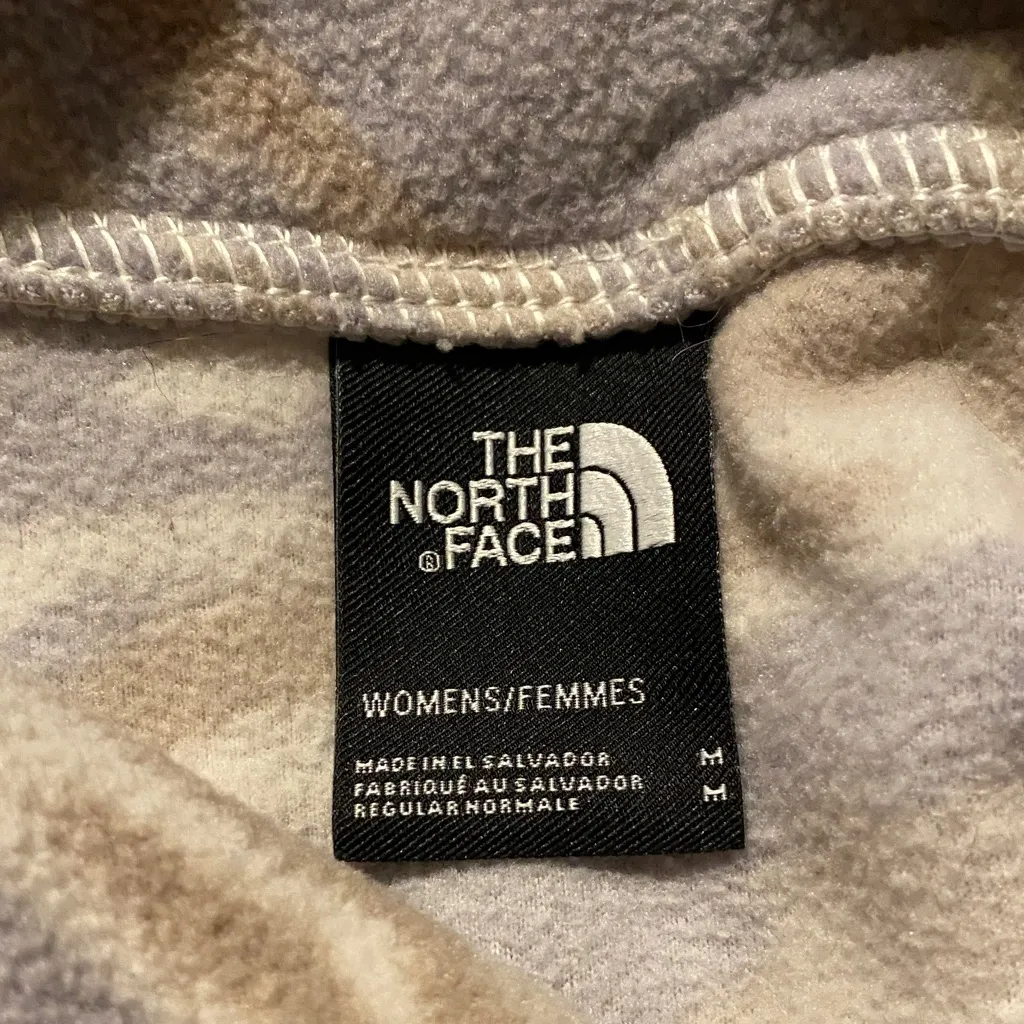 THE
NORTH
®FACE
WOMENS/FEMMES
MADE IN EL SALVADOR M
FABRIQUÉ AU SALVADOR M
REGULAR NORMALE